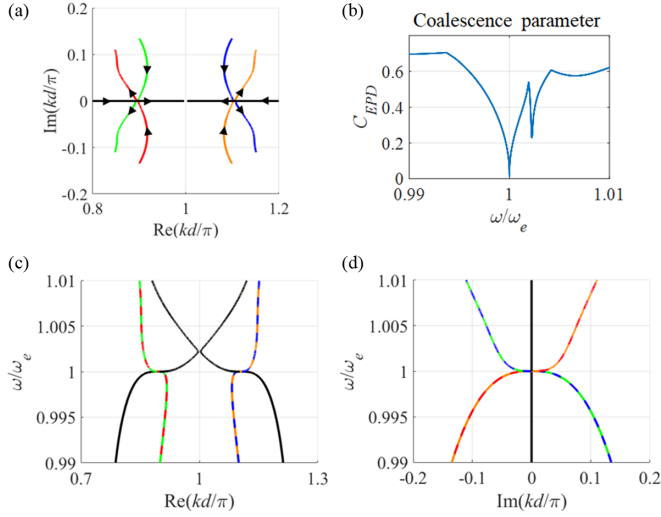 (a)
0.2
0.1
0
-0.1
-0.2
Im(kd/π)
0.8
1
1.2
Re(kd/π)
(b)
Coalescence parameter
0.6
0.4
0.2
0
C_EPD
0.99
1
1.01
ω/ω_e
(c)
1.01
1.005
1
0.995
0.99
ω/ω_e
0.7
1
1.3
Re(kd/π)
(d)
1.01
1.005
1
0.995
0.99
ω/ω_e
-0.2
-0.1
0
0.1
0.2
Im(kd/π)